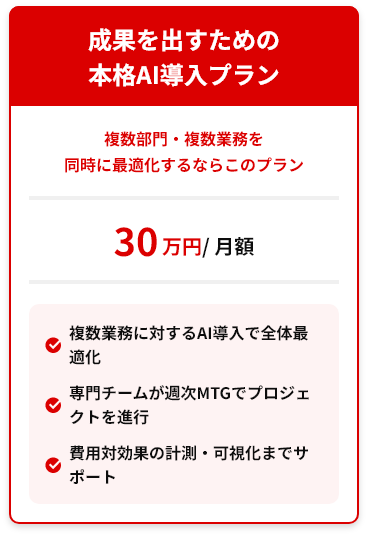 成果を出すための
本格AI導入プラン
複数部門・複数業務を
同時に最適化するならこのプラン
30 万円/ 月額
複数業務に対するAI導入で全体最
適化
専門チームが週次MTGでプロジェ
クトを進行
費用対効果の計測・可視化までサ
ポート